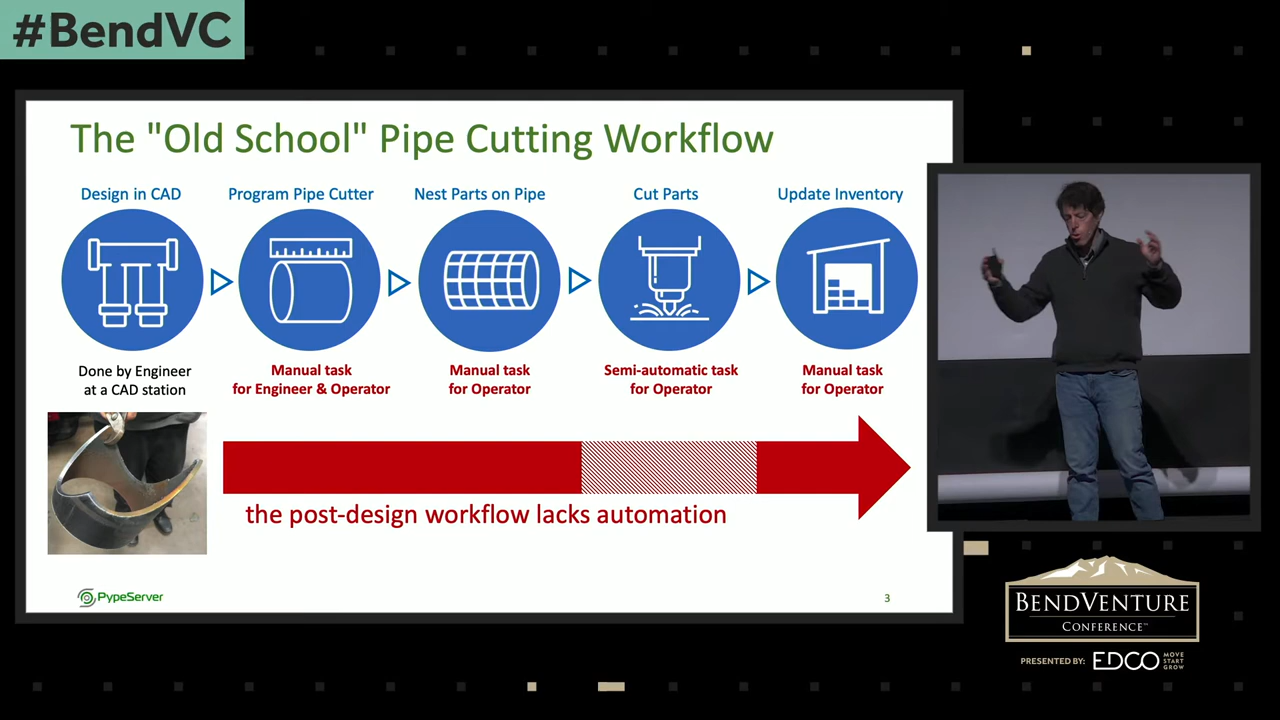 #BendVC
The "Old School" Pipe Cutting Workflow
Design in CAD
Program Pipe Cutter
Nest Parts on Pipe
Cut Parts
Update Inventory
Done by Engineer
at a CAD station
Manual task
for Engineer & Operator
Manual task
for Operator
Semi-automatic task
for Operator
Manual task
for Operator
the post-design workflow lacks automation
PypeServer
3
BENDVENTURE
CONFERENCE™
PRESENTED BY: EDCO MOVE
START
GROW